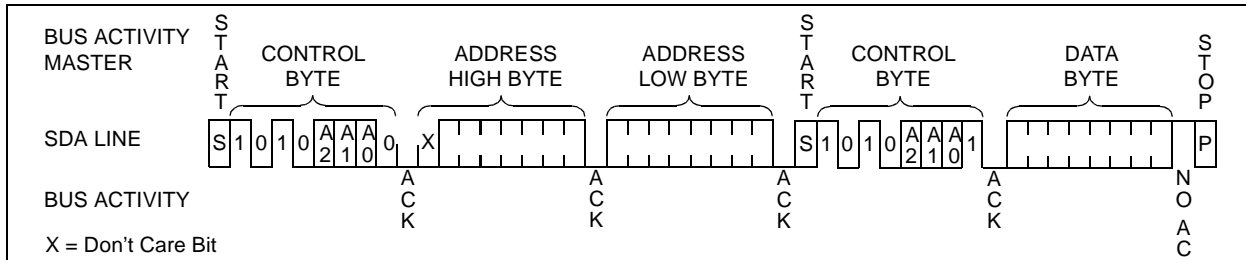 BUS ACTIVITY
MASTER
START
CONTROL
BYTE
ADDRESS
HIGH BYTE
ADDRESS
LOW BYTE
START
CONTROL
BYTE
DATA
BYTE
STOP
SDA LINE
S 1 0 1 0 A2 A1 A0 0 X S 1 0 1 0 A2 A1 A0 1 P
BUS ACTIVITY
ACK
ACK
ACK
ACK
NO AC
X = Don't Care Bit